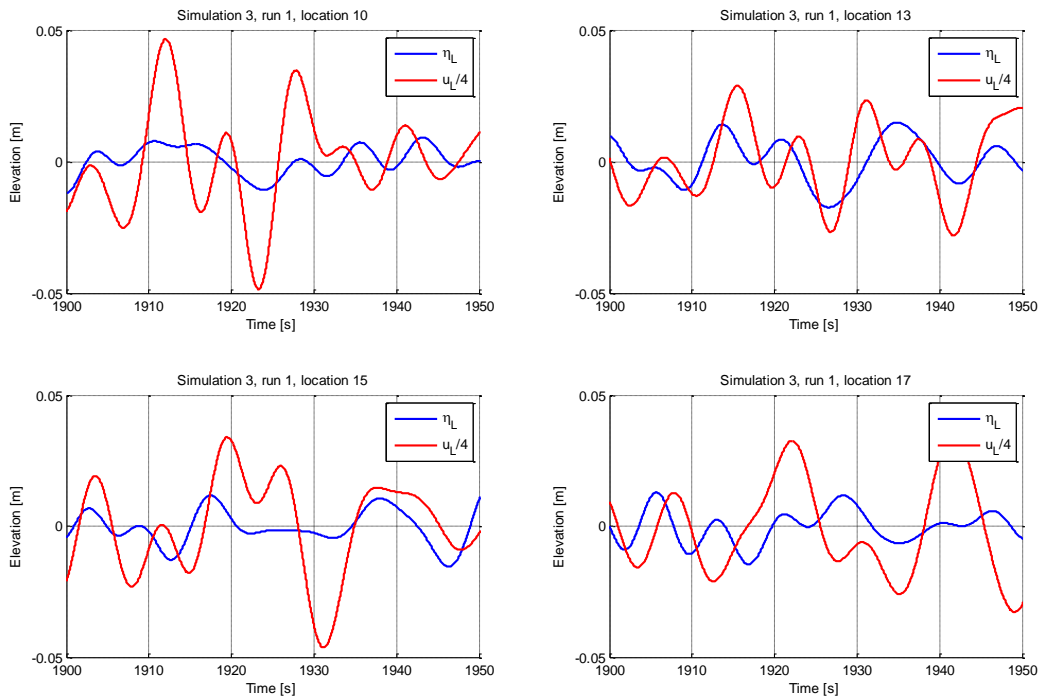 Simulation 3, run 1, location 10
0.05
η_L
u_L/4
Elevation [m]
0
-0.05
1900 1910 1920 1930 1940 1950
Time [s]
Simulation 3, run 1, location 13
0.05
η_L
u_L/4
Elevation [m]
0
-0.05
1900 1910 1920 1930 1940 1950
Time [s]
Simulation 3, run 1, location 15
0.05
η_L
u_L/4
Elevation [m]
0
-0.05
1900 1910 1920 1930 1940 1950
Time [s]
Simulation 3, run 1, location 17
0.05
η_L
u_L/4
Elevation [m]
0
-0.05
1900 1910 1920 1930 1940 1950
Time [s]